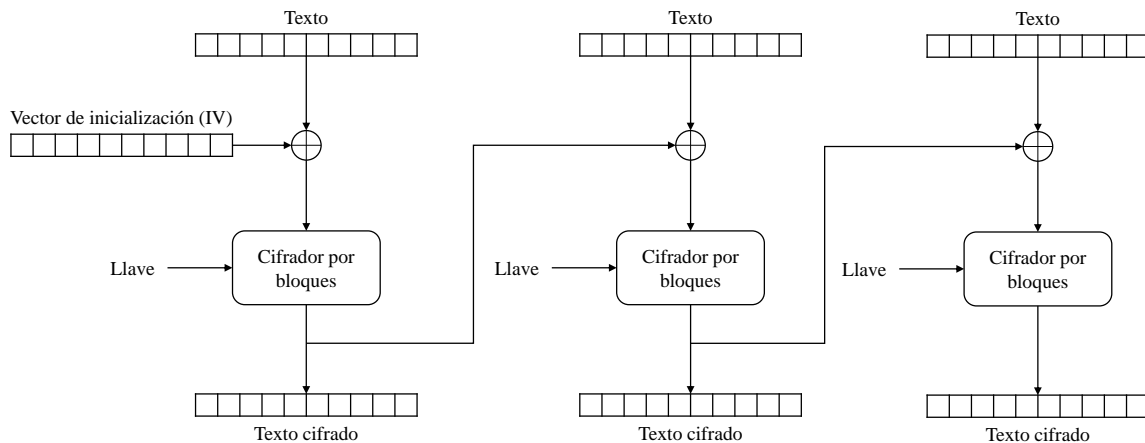 Texto
Texto
Texto
Vector de inicialización (IV)
Llave
Cifrador por
bloques
Llave
Cifrador por
bloques
Llave
Cifrador por
bloques
Texto cifrado
Texto cifrado
Texto cifrado